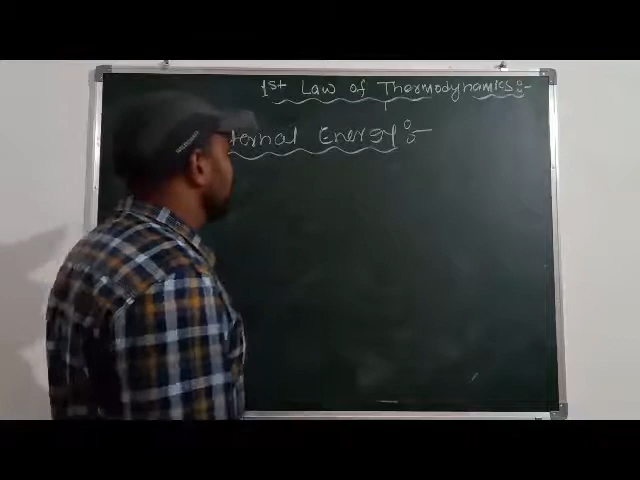 1st Law of Thermodynamics:-
ternal Energy:-